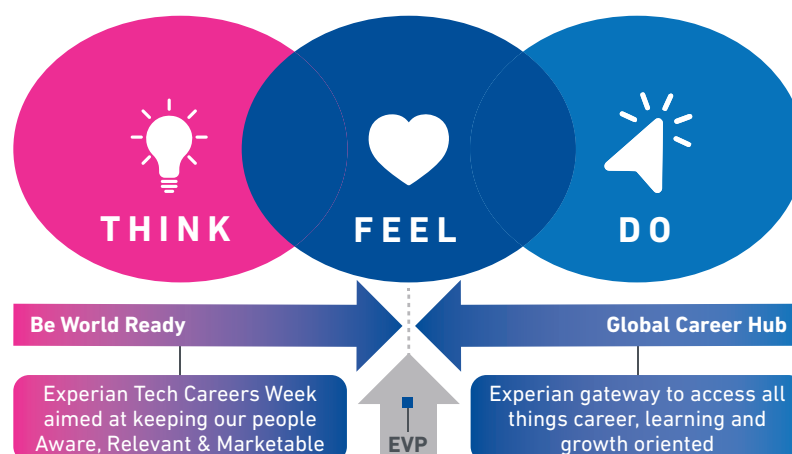 THINK
FEEL
DO
Be World Ready
Global Career Hub
Experian Tech Careers Week
aimed at keeping our people
Aware, Relevant & Marketable
EVP
Experian gateway to access all
things career, learning and
growth oriented